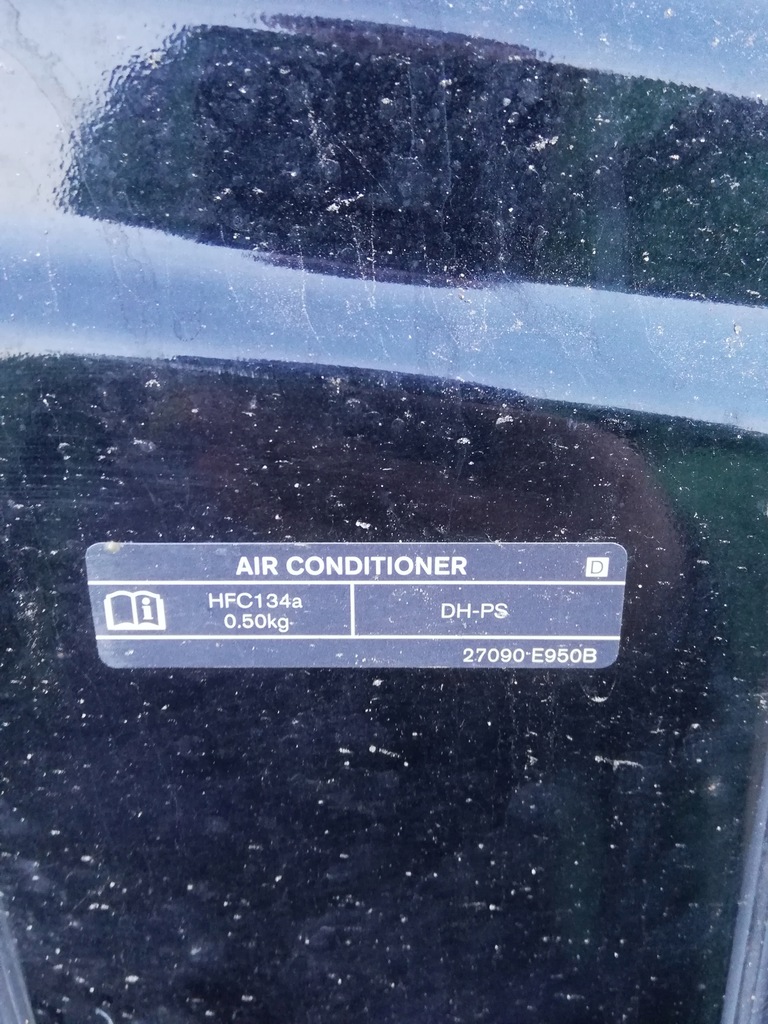 AIR CONDITIONER
D
i
HFC134a
0.50kg
DH-PS
27090-E950B